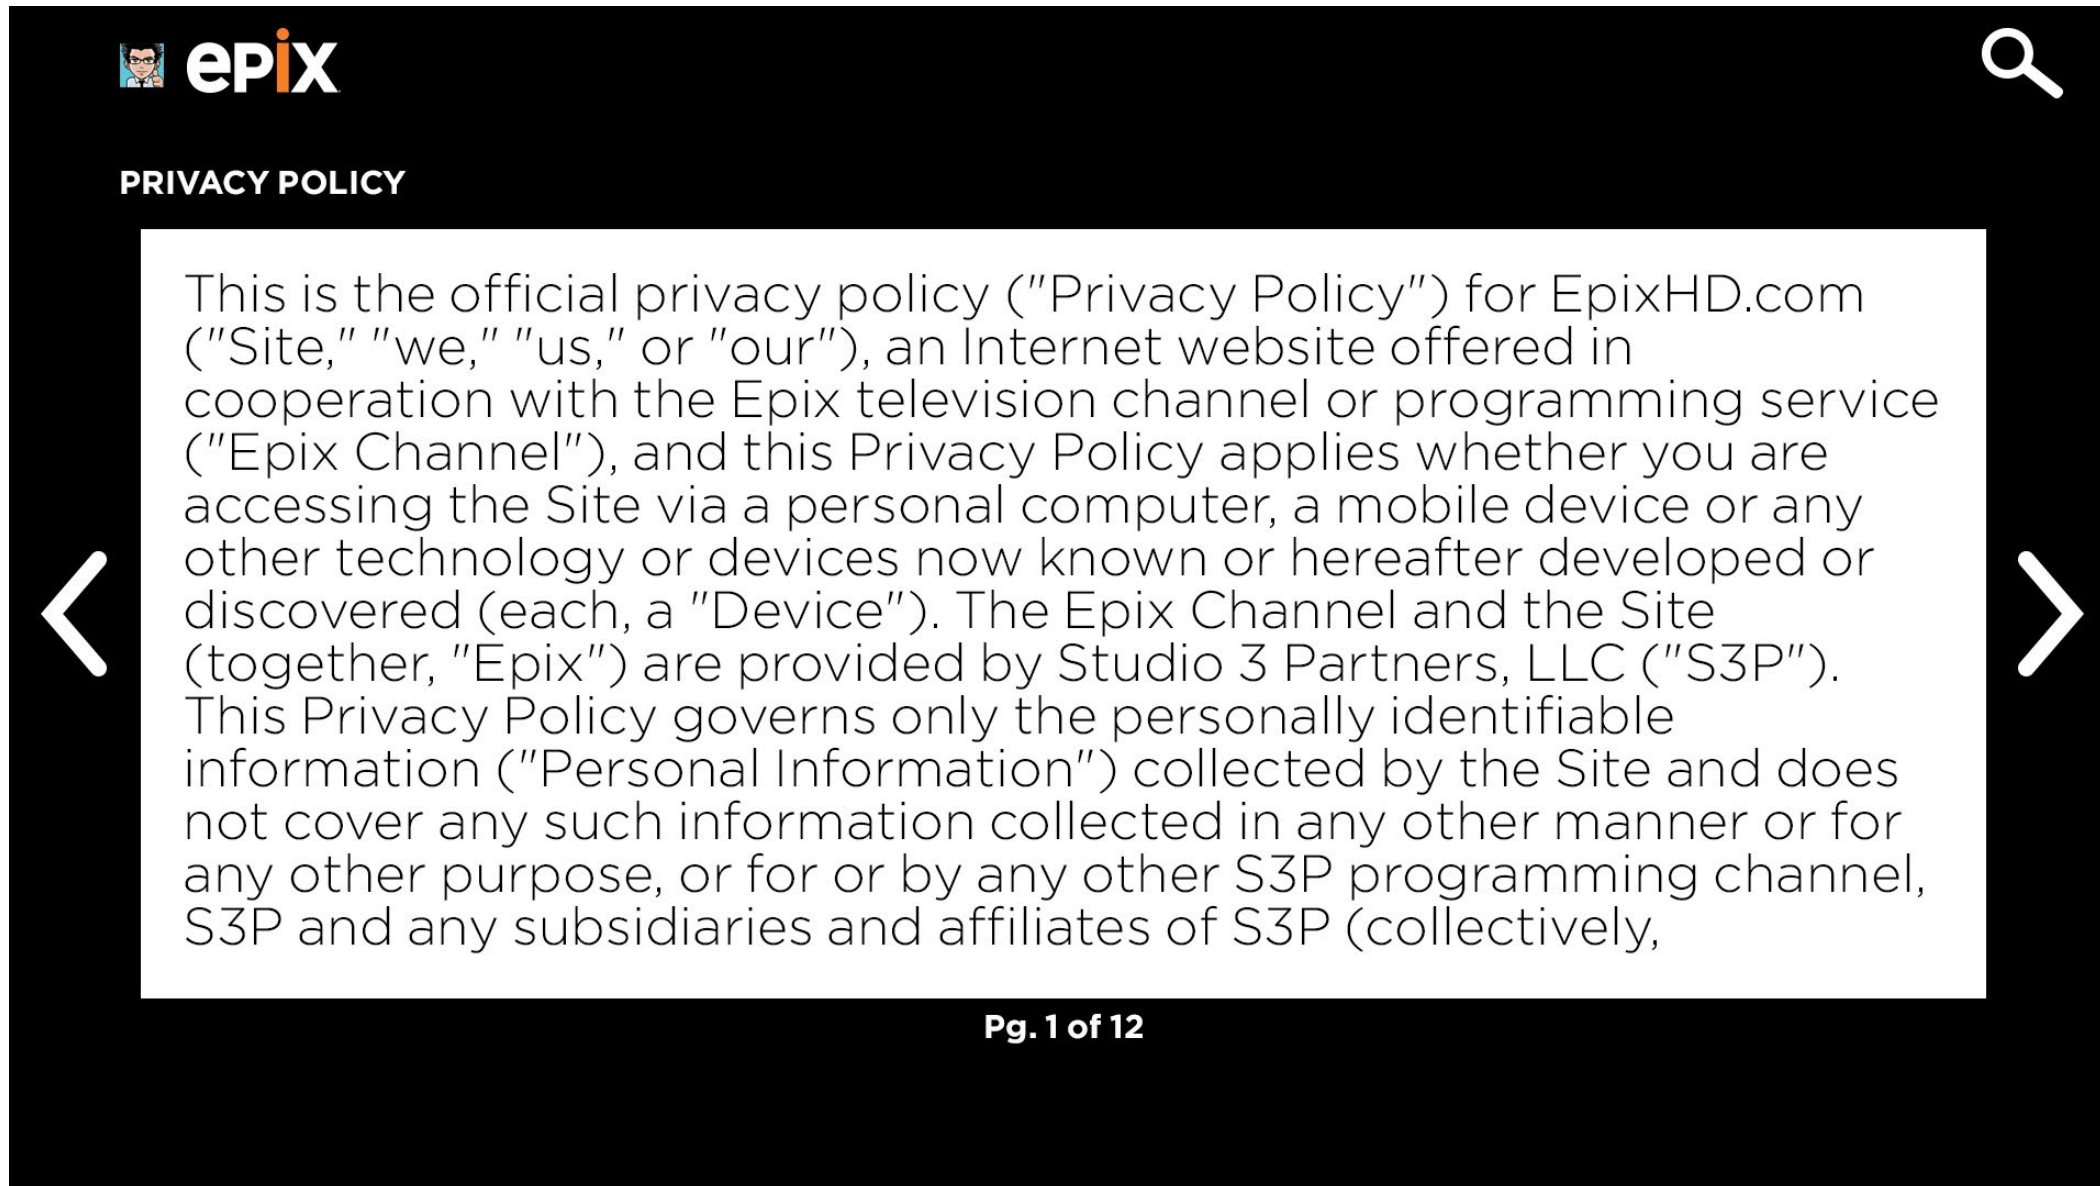 epix
PRIVACY POLICY
This is the official privacy policy ("Privacy Policy") for EpixHD.com
("Site," "we," "us," or "our"), an Internet website offered in
cooperation with the Epix television channel or programming service
("Epix Channel"), and this Privacy Policy applies whether you are
accessing the Site via a personal computer, a mobile device or any
other technology or devices now known or hereafter developed or
discovered (each, a "Device"). The Epix Channel and the Site
(together, "Epix") are provided by Studio 3 Partners, LLC ("S3P").
This Privacy Policy governs only the personally identifiable
information ("Personal Information") collected by the Site and does
not cover any such information collected in any other manner or for
any other purpose, or for or by any other S3P programming channel,
S3P and any subsidiaries and affiliates of S3P (collectively,
Pg. 1 of 12